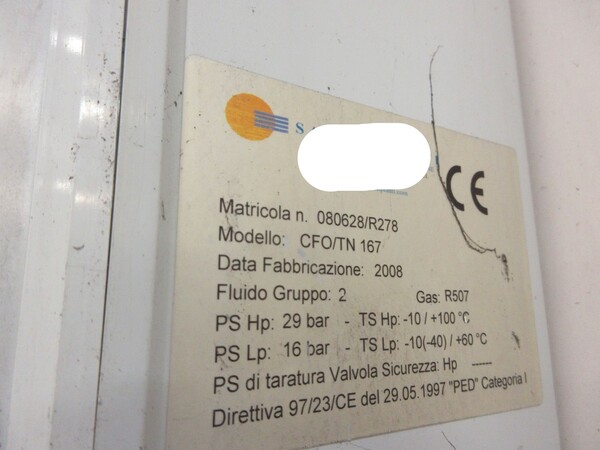 S
CE
Matricola n. 080628/R278
Modello: CFO/TN 167
Data Fabbricazione: 2008
Fluido Gruppo: 2 Gas: R507
PS Hp: 29 bar - TS Hp: -10 / +100 °C
PS Lp: 16 bar - TS Lp: -10(-40) / +60 °C
PS di taratura Valvola Sicurezza: Hp ------
Direttiva 97/23/CE del 29.05.1997 "PED" Categoria I